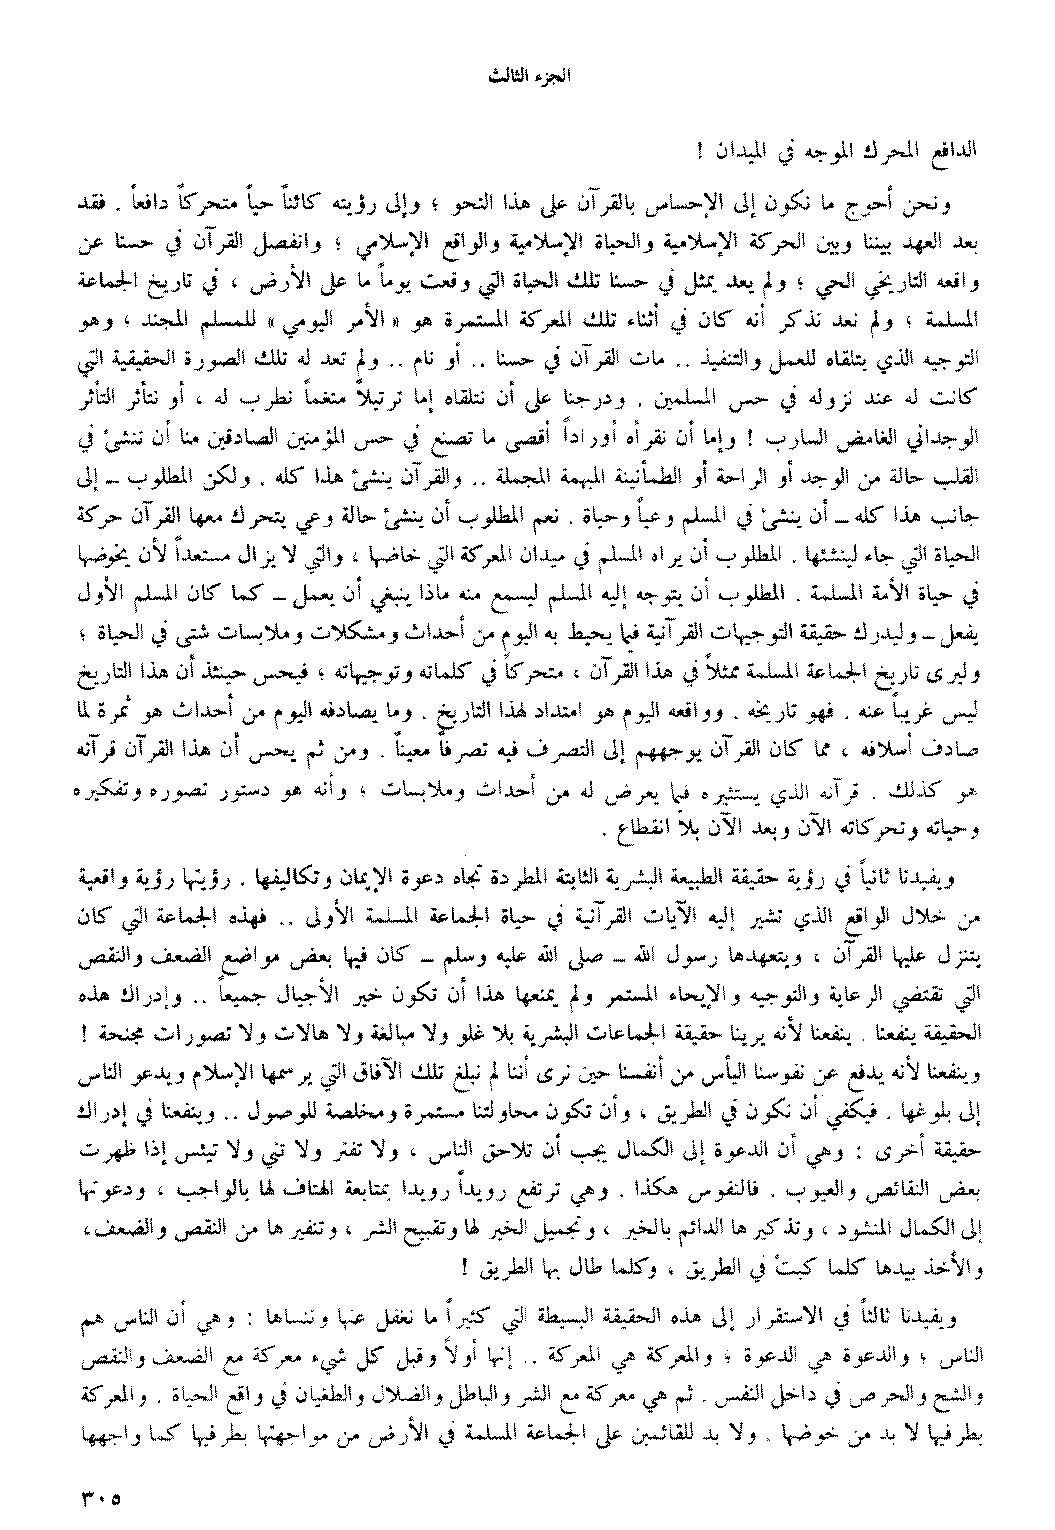 الجزء الثالث
الدافع المحرك الموجه في الميدان !
ونحن أحوج ما نكون إلى الإحساس بالقرآن على هذا النحو ؛ وإلى رؤيته كائناً حياً متحركاً دافعاً . فقد
بعد العهد بيننا وبين الحركة الإسلامية والحياة الإسلامية والواقع الإسلامي ؛ وانفصل القرآن في حسنا عن
واقعه التاريخي الحي ؛ ولم يعد يمثل في حسنا تلك الحياة التي وقعت يوماً ما على الأرض ، في تاريخ الجماعة
المسلمة ؛ ولم نعد نذكر أنه كان في أثناء تلك المعركة المستمرة هو « الأمر اليومي » للمسلم المجند ؛ وهو
التوجيه الذي يتلقاه للعمل والتنفيذ .. مات القرآن في حسنا .. أو نام .. ولم تعد له تلك الصورة الحقيقية التي
كانت له عند نزوله في حس المسلمين . ودرجنا على أن نتلقاه إما ترتيلاً منغماً نطرب له ، أو نتأثر التأثر
الوجداني الغامض السارب ! وإما أن نقرأه أوراداً أقصى ما تصنع في حس المؤمنين الصادقين منا أن تنشئ في
القلب حالة من الوجد أو الراحة أو الطمأنينة المبهمة المجملة .. والقرآن ينشئ هذا كله . ولكن المطلوب ـ إلى
جانب هذا كله ـ أن ينشئ في المسلم وعياً وحياة . نعم المطلوب أن ينشئ حالة وعي يتحرك معها القرآن حركة
الحياة التي جاء لينشئها . المطلوب أن يراه المسلم في ميدان المعركة التي خاضها ، والتي لا يزال مستعداً لأن يخوضها
في حياة الأمة المسلمة . المطلوب أن يتوجه إليه المسلم ليسمع منه ماذا ينبغي أن يعمل ـ كما كان المسلم الأول
يفعل ـ وليدرك حقيقة التوجيهات القرآنية فيما يحيط به اليوم من أحداث ومشكلات وملابسات شتى في الحياة ؛
وليرى تاريخ الجماعة المسلمة ممثلاً في هذا القرآن ، متحركاً في كلماته وتوجيهاته ؛ فيحس حينئذ أن هذا التاريخ
ليس غريباً عنه . فهو تاريخه . وواقعه اليوم هو امتداد لهذا التاريخ . وما يصادفه اليوم من أحداث هو ثمرة لما
صادف أسلافه ، مما كان القرآن يوجههم إلى التصرف فيه تصرفاً معيناً . ومن ثم يحس أن هذا القرآن قرآنه
هو كذلك . قرآنه الذي يستشيره فيما يعرض له من أحداث وملابسات ؛ وأنه هو دستور تصوره وتفكيره
وحياته وتحركاته الآن وبعد الآن بلا انقطاع .
ويفيدنا ثانياً في رؤية حقيقة الطبيعة البشرية الثابتة المطردة تجاه دعوة الإيمان وتكاليفها . رؤيتها رؤية واقعية
من خلال الواقع الذي تشير إليه الآيات القرآنية في حياة الجماعة المسلمة الأولى .. فهذه الجماعة التي كان
يتنزل عليها القرآن ، ويتعهدها رسول الله ـ صلى الله عليه وسلم ـ كان فيها بعض مواضع الضعف والنقص
التي تقتضي الرعاية والتوجيه والإيحاء المستمر ولم يمنعها هذا أن تكون خير الأجيال جميعاً .. وإدراك هذه
الحقيقة ينفعنا . ينفعنا لأنه يرينا حقيقة الجماعات البشرية بلا غلو ولا مبالغة ولا هالات ولا تصورات مجنحة !
وينفعنا لأنه يدفع عن نفوسنا اليأس من أنفسنا حين نرى أننا لم نبلغ تلك الآفاق التي يرسمها الإسلام ويدعو الناس
إلى بلوغها . فيكفي أن نكون في الطريق ، وأن تكون محاولتنا مستمرة ومخلصة للوصول .. وينفعنا في إدراك
حقيقة أخرى : وهي أن الدعوة إلى الكمال يجب أن تلاحق الناس ، ولا تفتر ولا تني ولا تيئس إذا ظهرت
بعض النقائص والعيوب . فالنفوس هكذا . وهي ترتفع رويداً رويدا بمتابعة الهتاف لها بالواجب ، ودعوتها
إلى الكمال المنشود ، وتذكيرها الدائم بالخير ، وتجميل الخير لها وتقبيح الشر ، وتنفيرها من النقص والضعف،
والأخذ بيدها كلما كبتْ في الطريق ، وكلما طال بها الطريق !
ويفيدنا ثالثاً في الاستقرار إلى هذه الحقيقة البسيطة التي كثيراً ما نغفل عنها وننساها : وهي أن الناس هم
الناس ؛ والدعوة هي الدعوة ؛ والمعركة هي المعركة .. إنها أولاً وقبل كل شيء معركة مع الضعف والنقص
والشح والحرص في داخل النفس . ثم هي معركة مع الشر والباطل والضلال والطغيان في واقع الحياة . والمعركة
بطرفيها لا بد من خوضها . ولا بد للقائمين على الجماعة المسلمة في الأرض من مواجهتها بطرفيها كما واجهها
٣٠٥